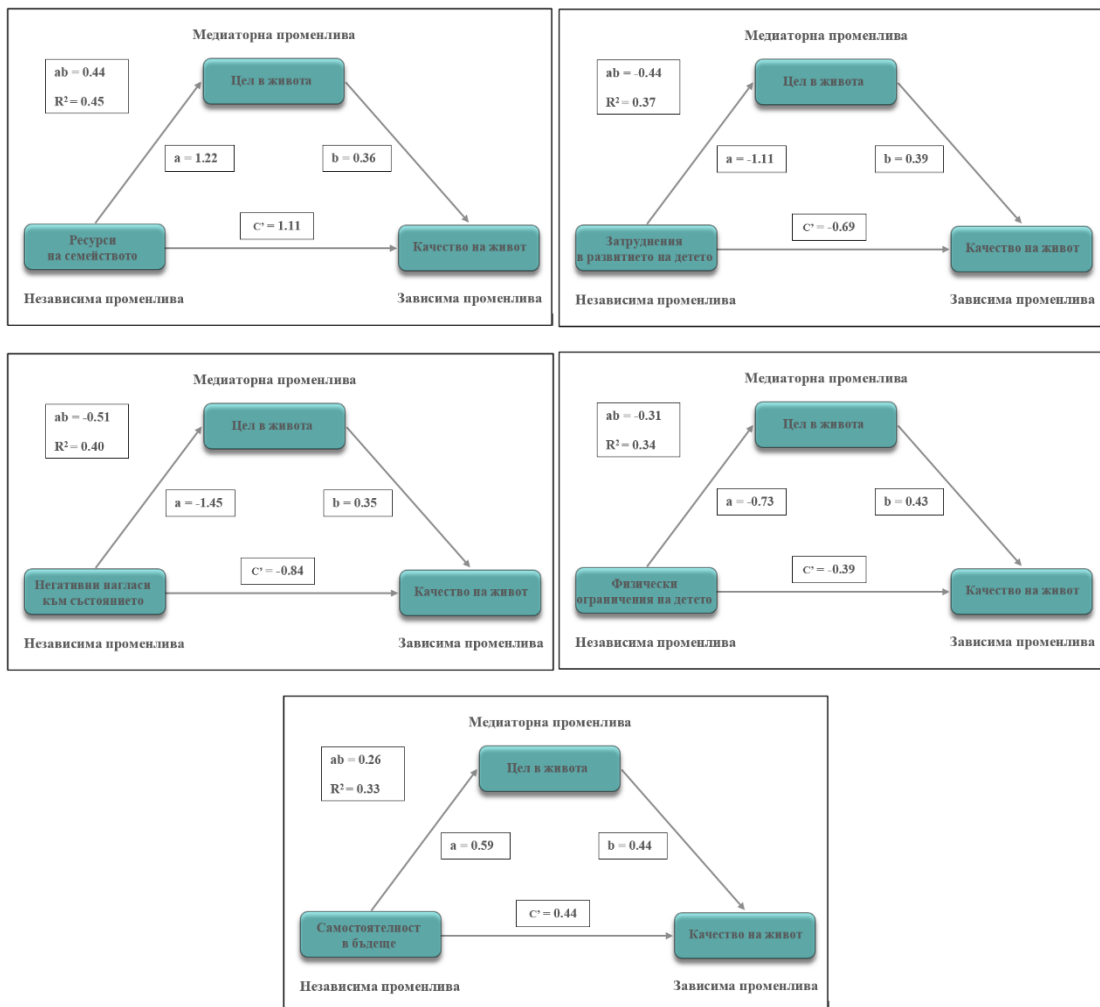 Медиаторна променлива
ab = 0.44
R² = 0.45
Цел в живота
a = 1.22
b = 0.36
C’ = 1.11
Ресурси
на семейството
Качество на живот
Независима променлива
Зависима променлива
Медиаторна променлива
ab = -0.44
R² = 0.37
Цел в живота
a = -1.11
b = 0.39
C’ = -0.69
Затруднения
в развитието на детето
Качество на живот
Независима променлива
Зависима променлива
Медиаторна променлива
ab = -0.51
R² = 0.40
Цел в живота
a = -1.45
b = 0.35
C’ = -0.84
Негативни нагласи
към състоянието
Качество на живот
Независима променлива
Зависима променлива
Медиаторна променлива
ab = -0.31
R² = 0.34
Цел в живота
a = -0.73
b = 0.43
C’ = -0.39
Физически
ограничения на детето
Качество на живот
Независима променлива
Зависима променлива
Медиаторна променлива
ab = 0.26
R² = 0.33
Цел в живота
a = 0.59
b = 0.44
C’ = 0.44
Самостоятелност
в бъдеще
Качество на живот
Независима променлива
Зависима променлива